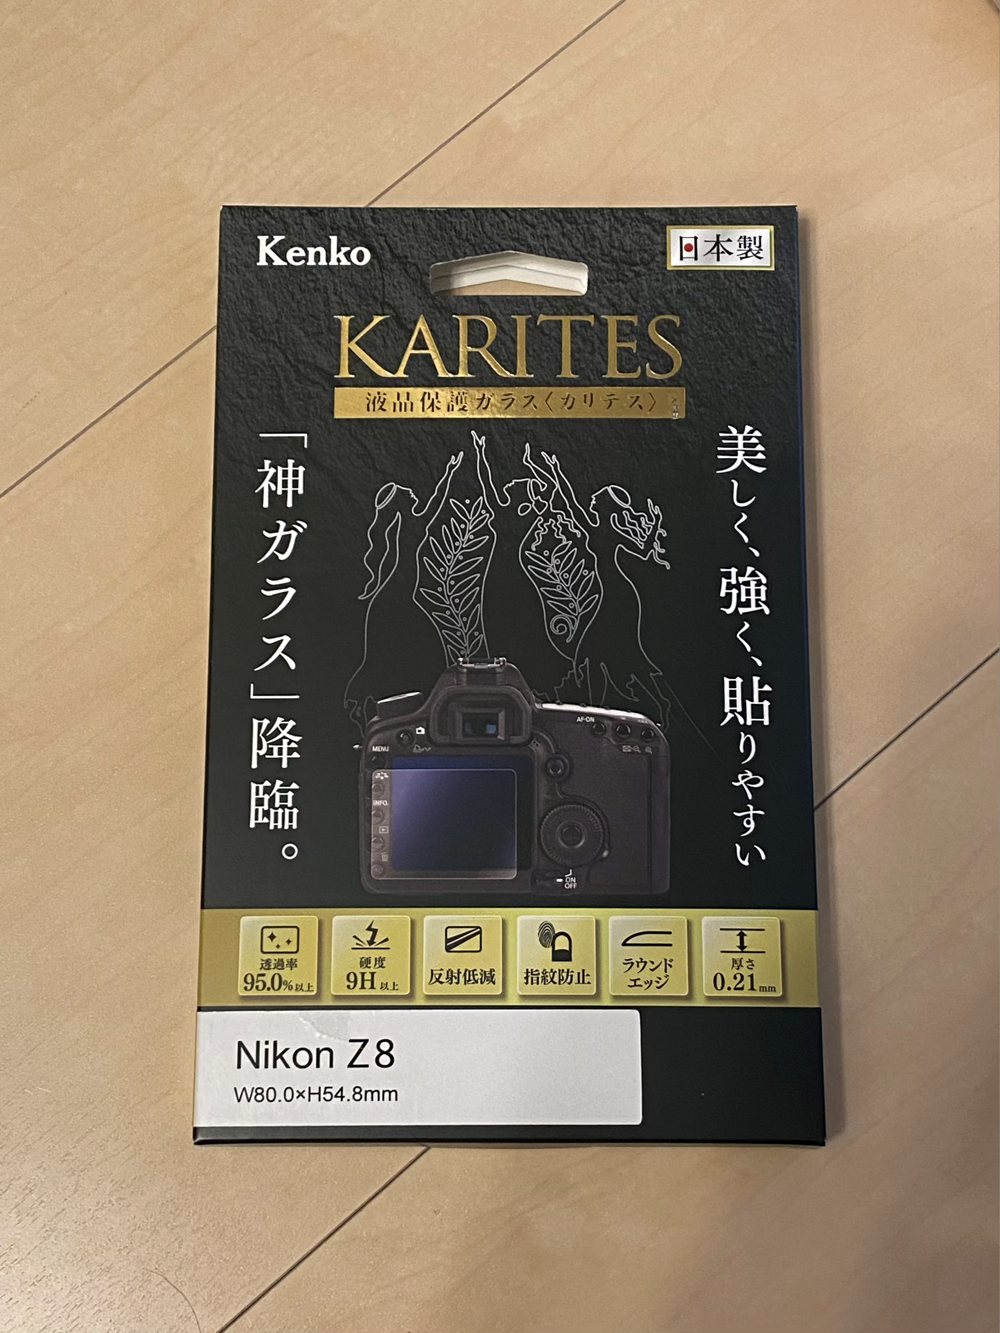 Kenko
日本製
KARITES
液晶保護ガラス〈カリテス〉
美しく、強く、貼りやすい
「神ガラス」降臨。
AF-ON
MENU
INFO.
ON
OFF
透過率
95.0%以上
硬度
9H以上
反射低減
指紋防止
ラウンド
エッジ
厚さ
0.21mm
Nikon Z8
W80.0×H54.8mm